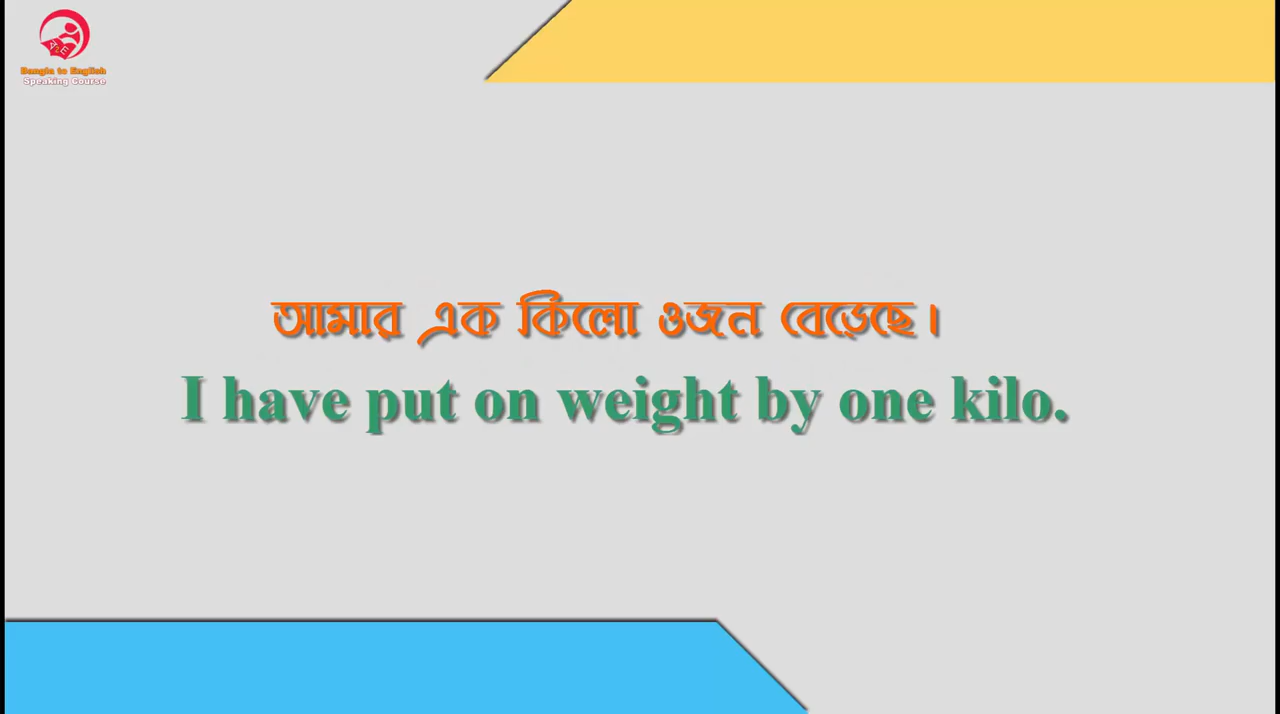 Bangla to English
Speaking Course
আমার এক কিলো ওজন বেড়েছে।
I have put on weight by one kilo.